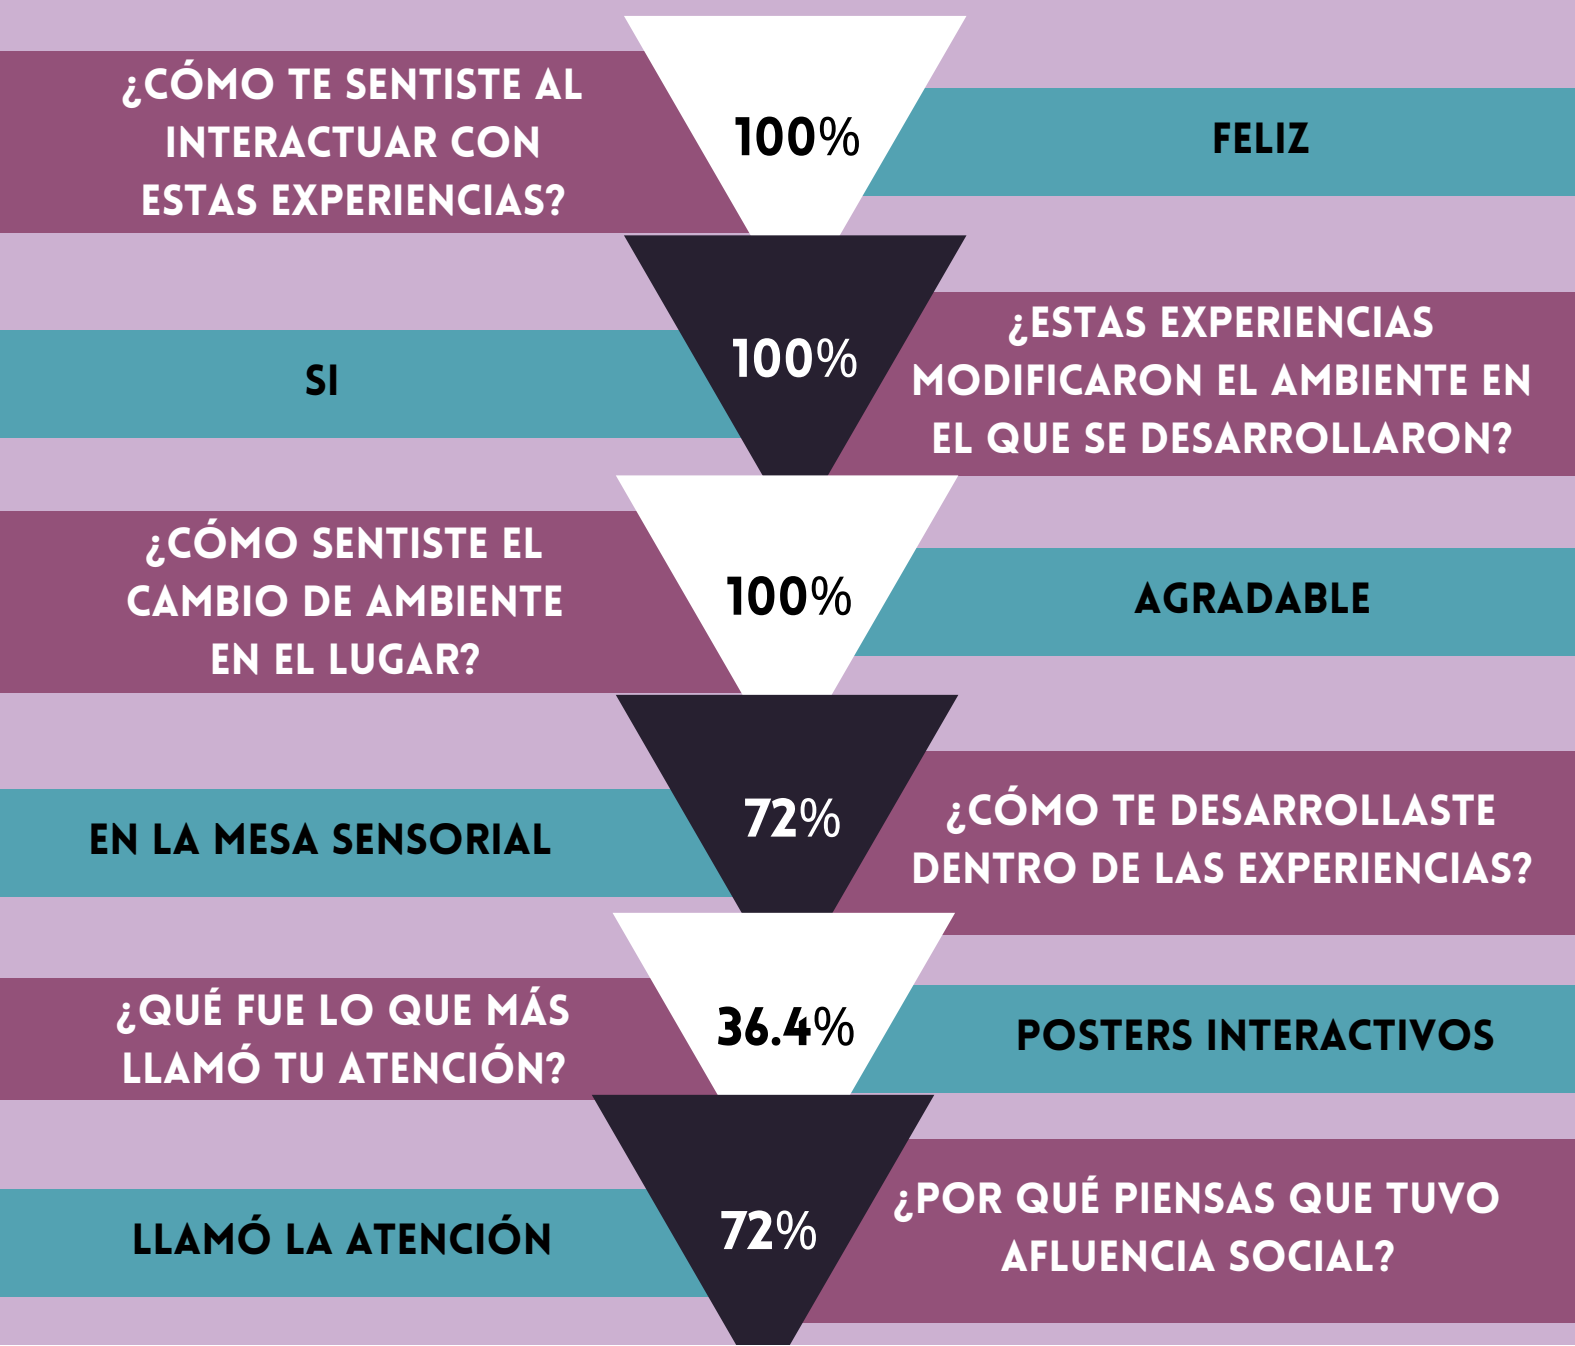 ¿CÓMO TE SENTISTE AL
INTERACTUAR CON
ESTAS EXPERIENCIAS?
100%
FELIZ
SI
100%
¿ESTAS EXPERIENCIAS
MODIFICARON EL AMBIENTE EN
EL QUE SE DESARROLLARON?
¿CÓMO SENTISTE EL
CAMBIO DE AMBIENTE
EN EL LUGAR?
100%
AGRADABLE
EN LA MESA SENSORIAL
72%
¿CÓMO TE DESARROLLASTE
DENTRO DE LAS EXPERIENCIAS?
¿QUÉ FUE LO QUE MÁS
LLAMÓ TU ATENCIÓN?
36.4%
POSTERS INTERACTIVOS
LLAMÓ LA ATENCIÓN
72%
¿POR QUÉ PIENSAS QUE TUVO
AFLUENCIA SOCIAL?